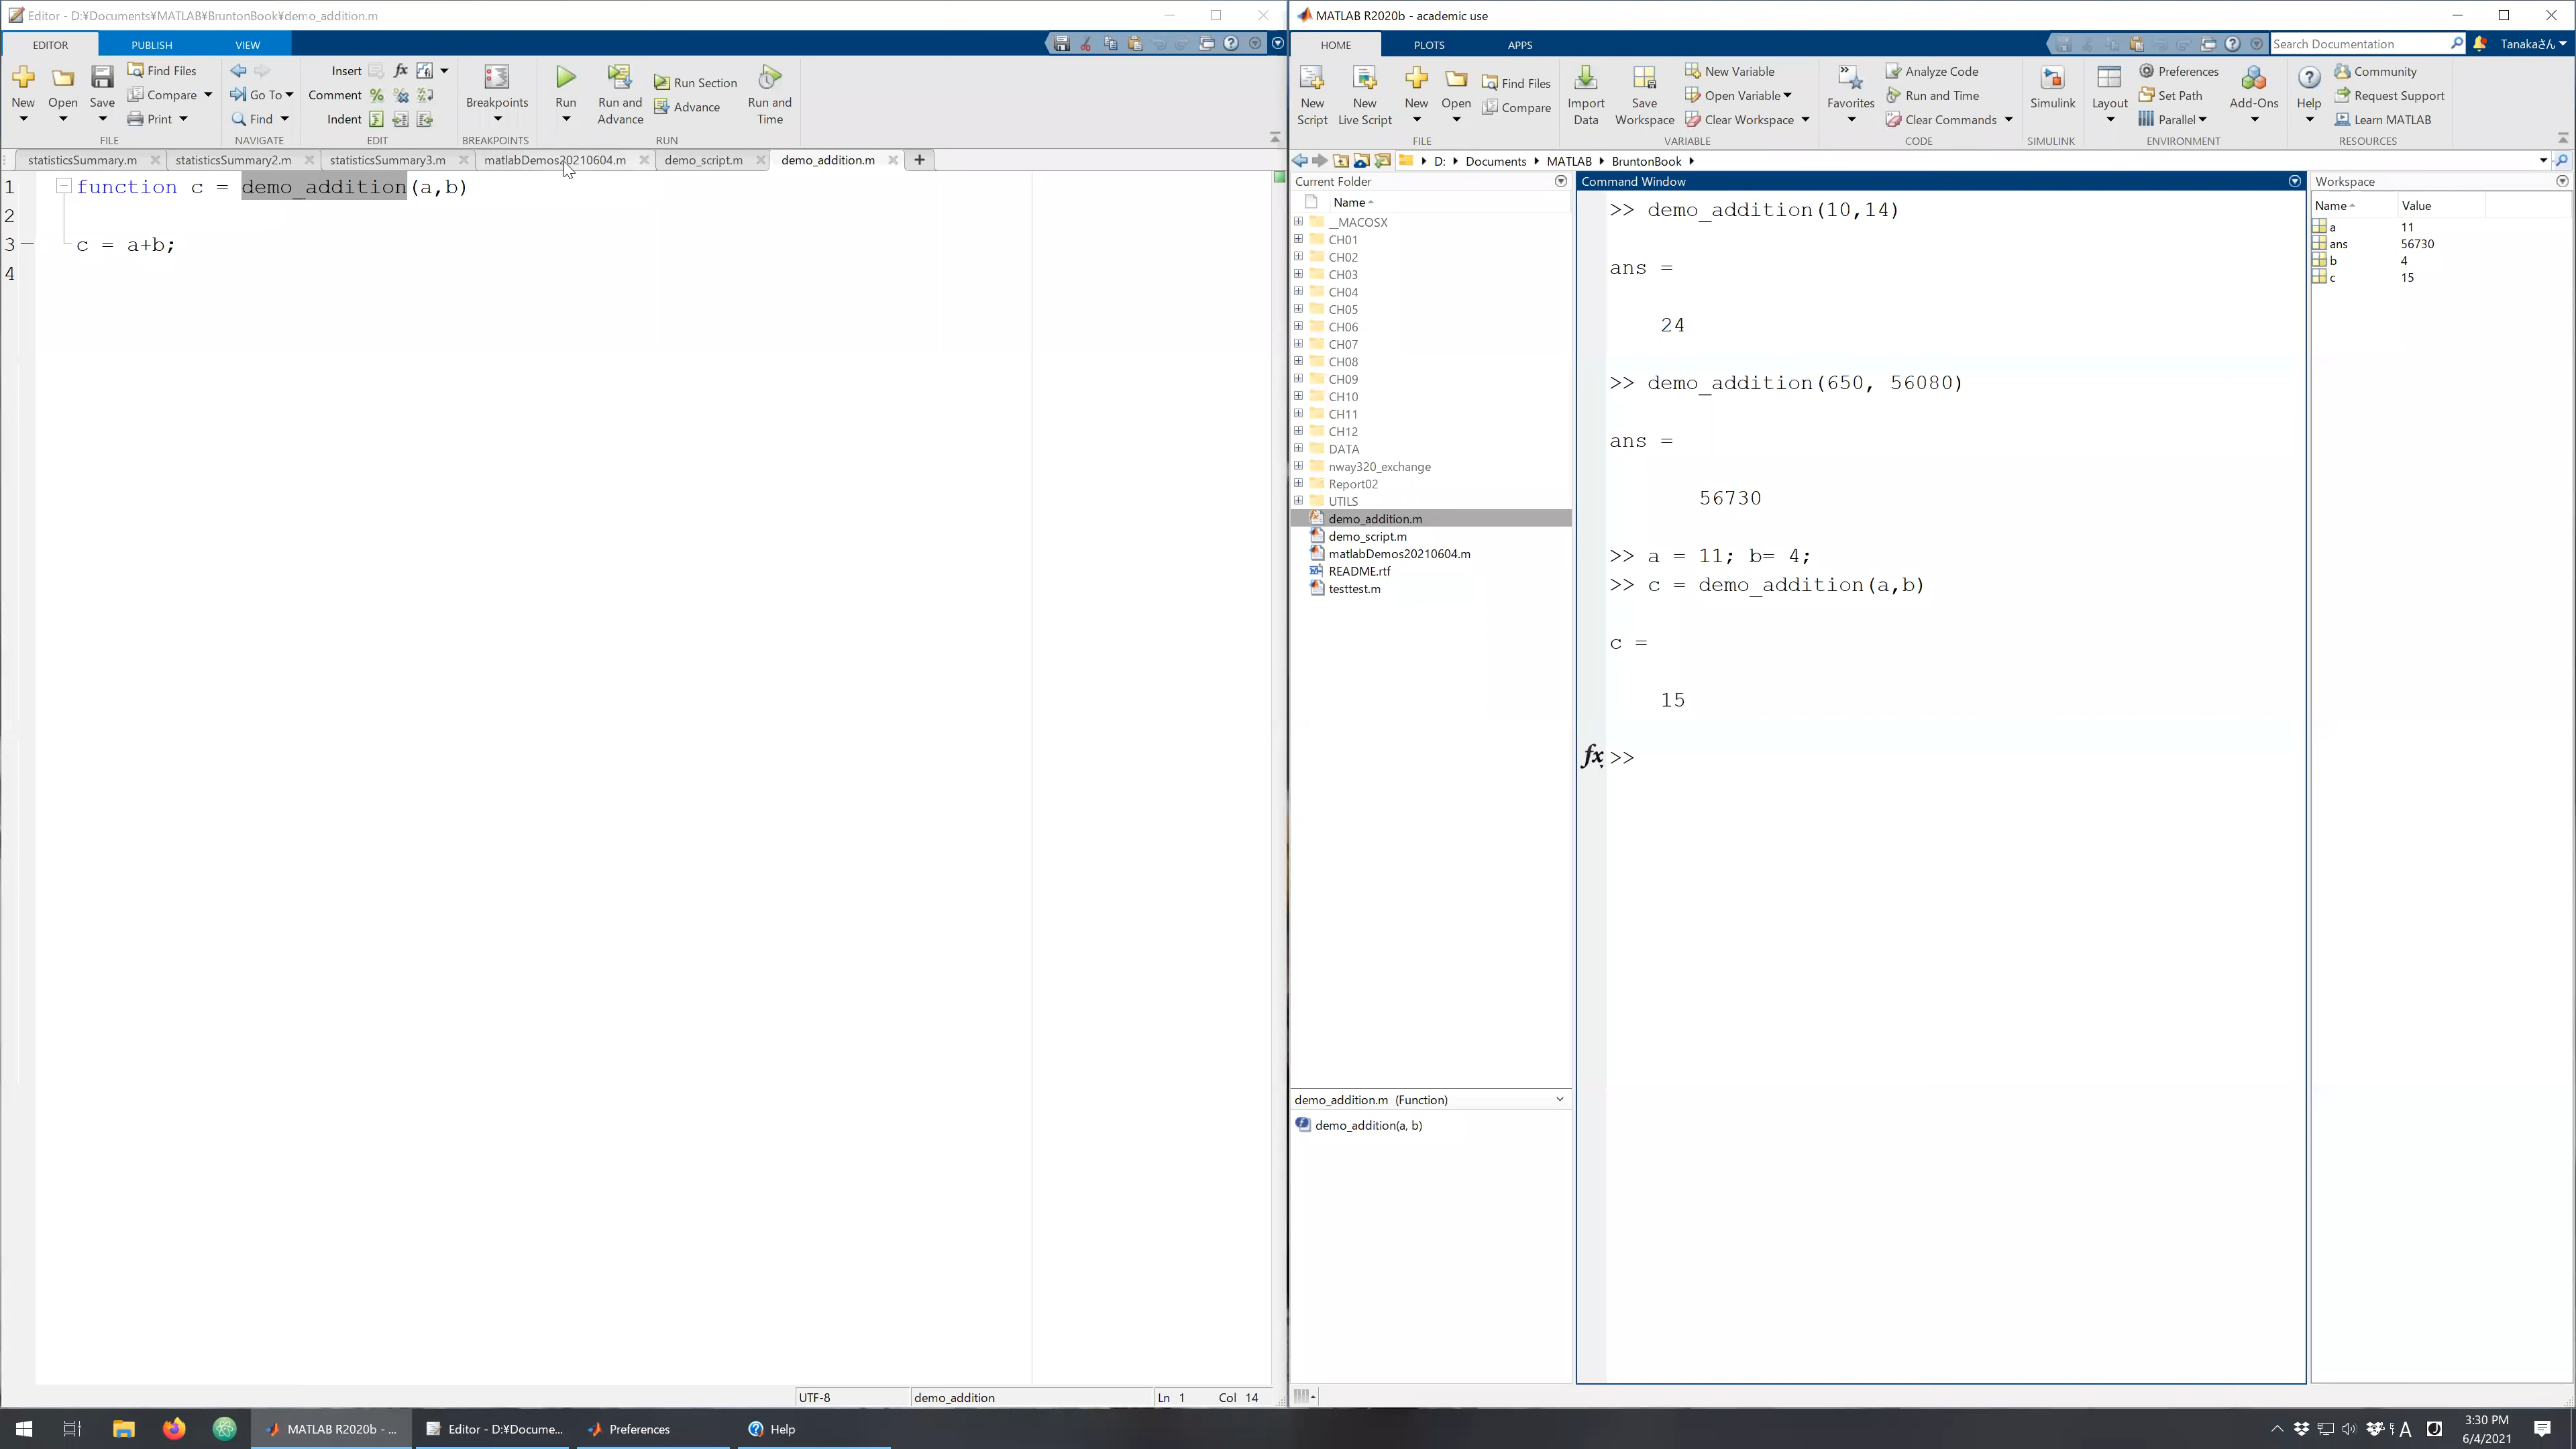 Editor - D:¥Documents¥MATLAB¥BruntonBook¥demo_addition.m
EDITOR PUBLISH VIEW
New Open Save Find Files Compare Print
FILE
Go To Find
NAVIGATE
Insert fx
Comment
Indent
EDIT
Breakpoints
BREAKPOINTS
Run
Run and Advance
Run Section
Advance
Run and Time
RUN
statisticsSummary.m statisticsSummary2.m statisticsSummary3.m matlabDemos20210604.m demo_script.m demo_addition.m +
1 function c = demo_addition(a,b)
2
3 c = a+b;
4
UTF-8 demo_addition Ln 1 Col 14
MATLAB R2020b - academic use
HOME PLOTS APPS
Search Documentation
Tanakaさん
New Script
New Live Script
New
Open
Find Files
Compare
FILE
Import Data
Save Workspace
New Variable
Open Variable
Clear Workspace
VARIABLE
Favorites
Analyze Code
Run and Time
Clear Commands
CODE
Simulink
SIMULINK
Layout
Preferences
Set Path
Parallel
Add-Ons
ENVIRONMENT
Help
Community
Request Support
Learn MATLAB
RESOURCES
D: Documents MATLAB BruntonBook
Current Folder
Name
__MACOSX
CH01
CH02
CH03
CH04
CH05
CH06
CH07
CH08
CH09
CH10
CH11
CH12
DATA
nway320_exchange
Report02
UTILS
demo_addition.m
demo_script.m
matlabDemos20210604.m
README.rtf
testtest.m
demo_addition.m (Function)
demo_addition(a, b)
Command Window
>> demo_addition(10,14)
ans =
24
>> demo_addition(650, 56080)
ans =
56730
>> a = 11; b= 4;
>> c = demo_addition(a,b)
c =
15
fx >>
Workspace
Name Value
a 11
ans 56730
b 4
c 15
MATLAB R2020b - ...
Editor - D:¥Docume...
Preferences
Help
A
3:30 PM
6/4/2021